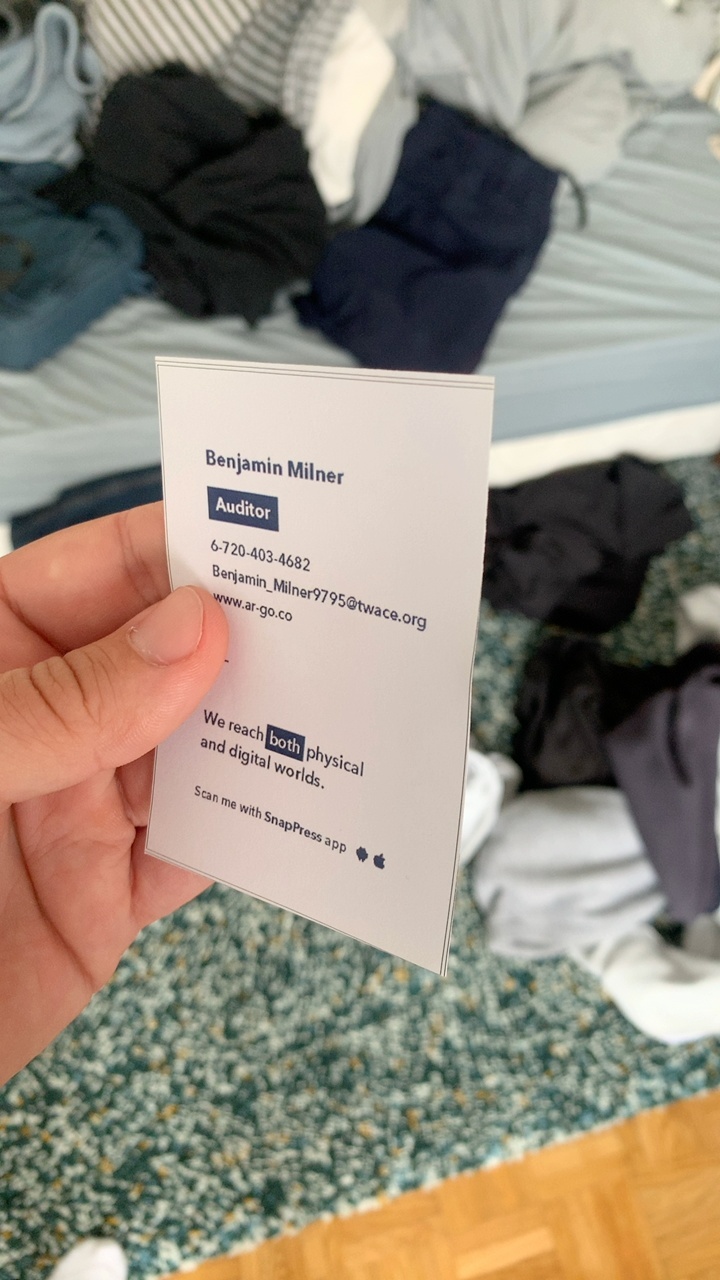 Benjamin Milner
Auditor
6-720-403-4682
Benjamin_Milner9795@twace.org
www.ar-go.co
We reach both physical
and digital worlds.
Scan me with SnapPress app